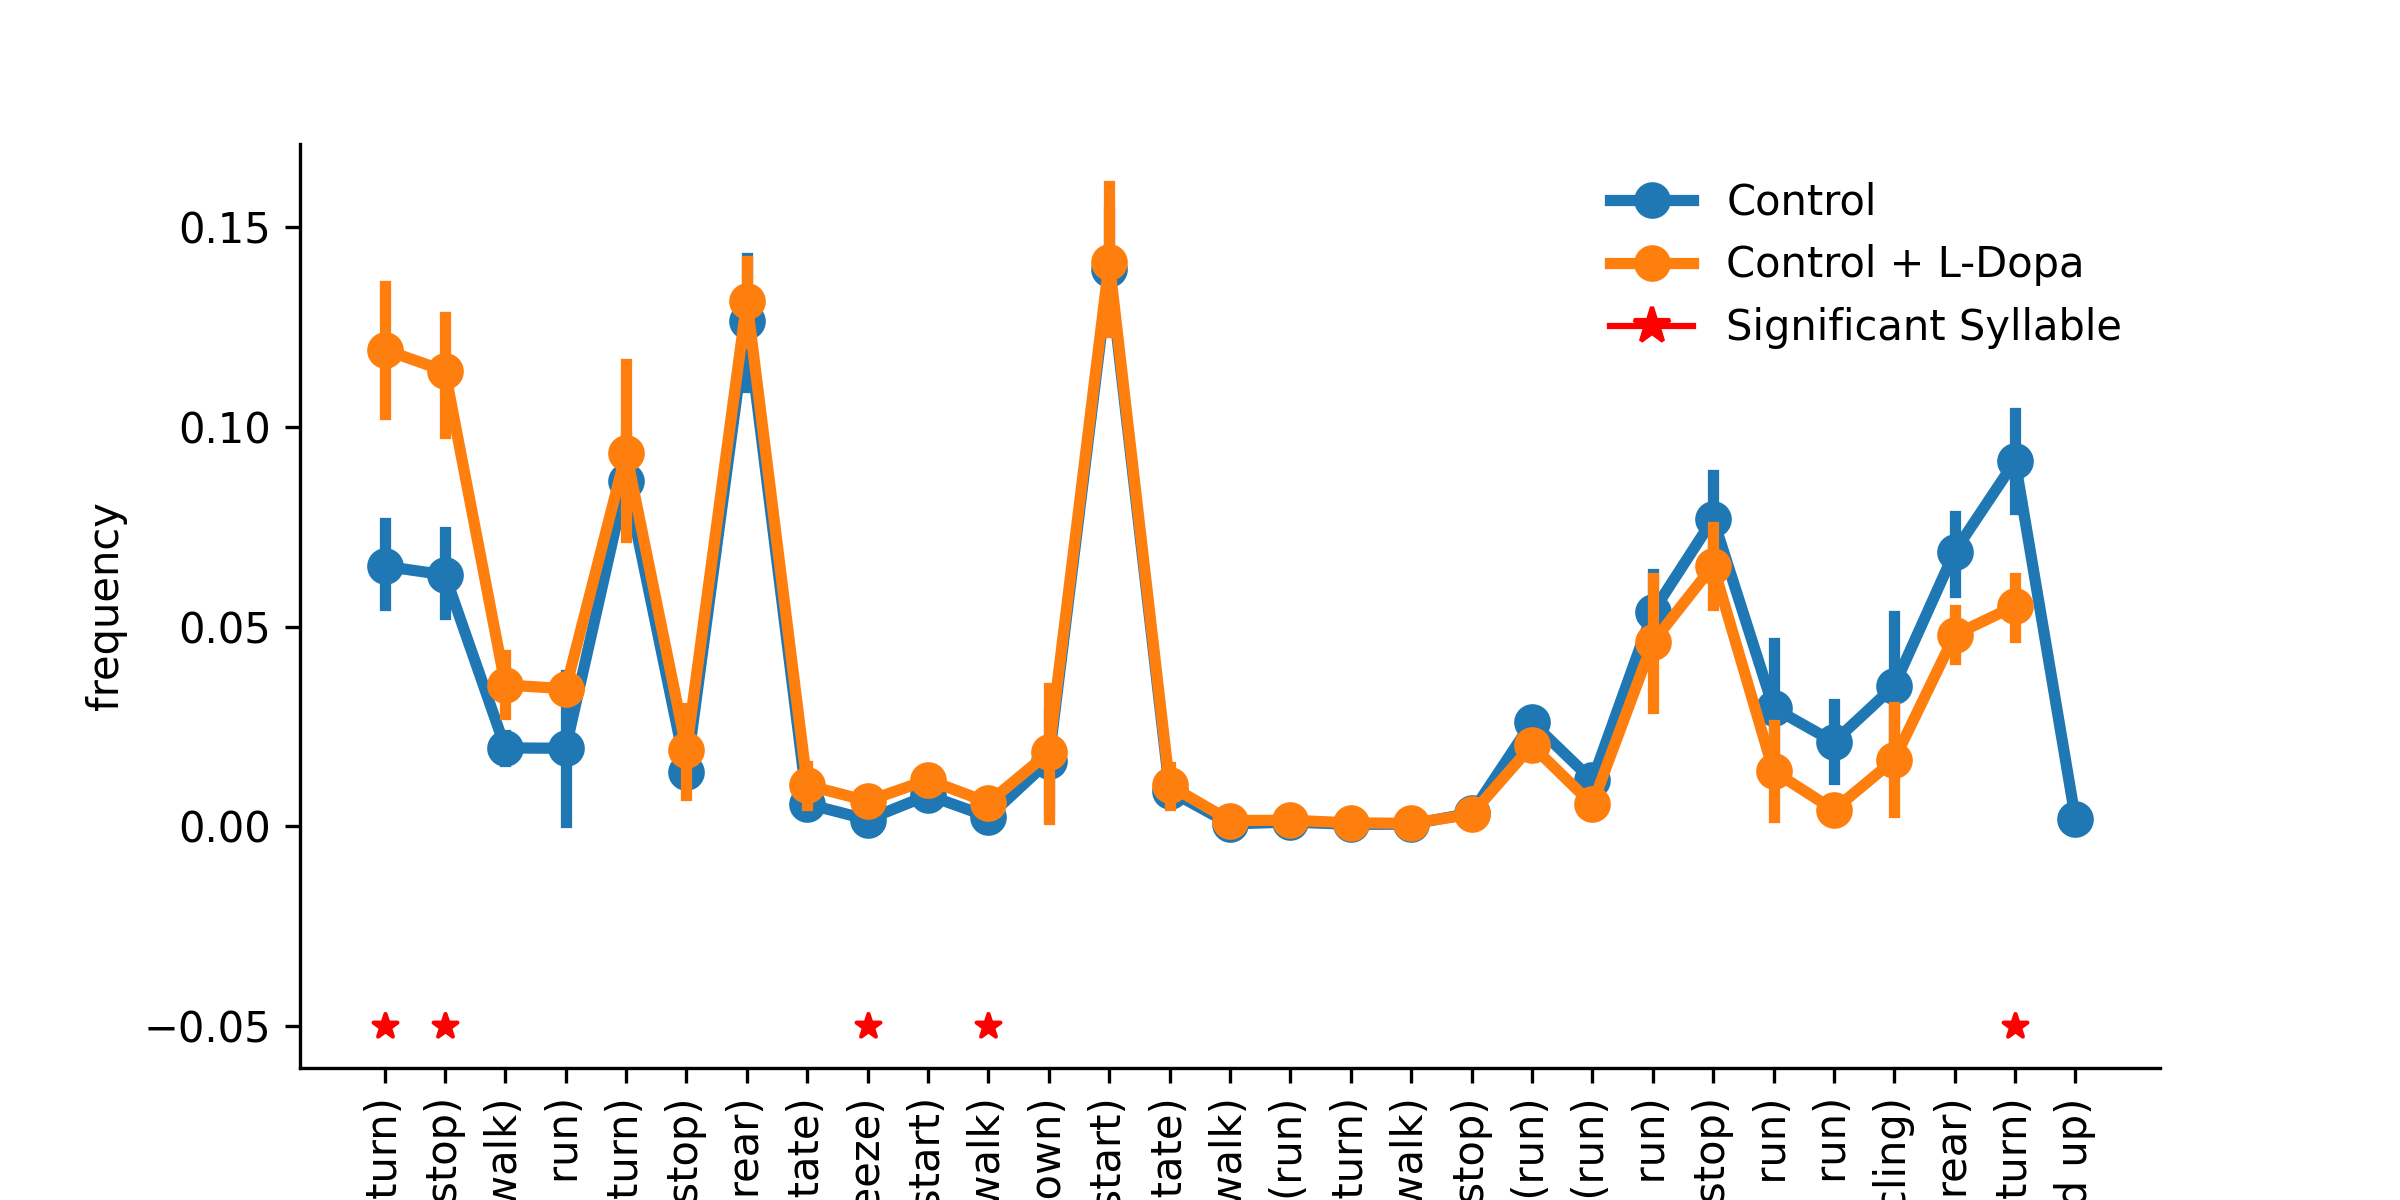 Control
Control + L-Dopa
Significant Syllable
frequency
0.15
0.10
0.05
0.00
−0.05
turn)
stop)
walk)
run)
turn)
stop)
rear)
tate)
eeze)
start)
walk)
own)
start)
tate)
walk)
(run)
turn)
walk)
stop)
(run)
(run)
run)
stop)
run)
run)
cling)
rear)
turn)
d up)